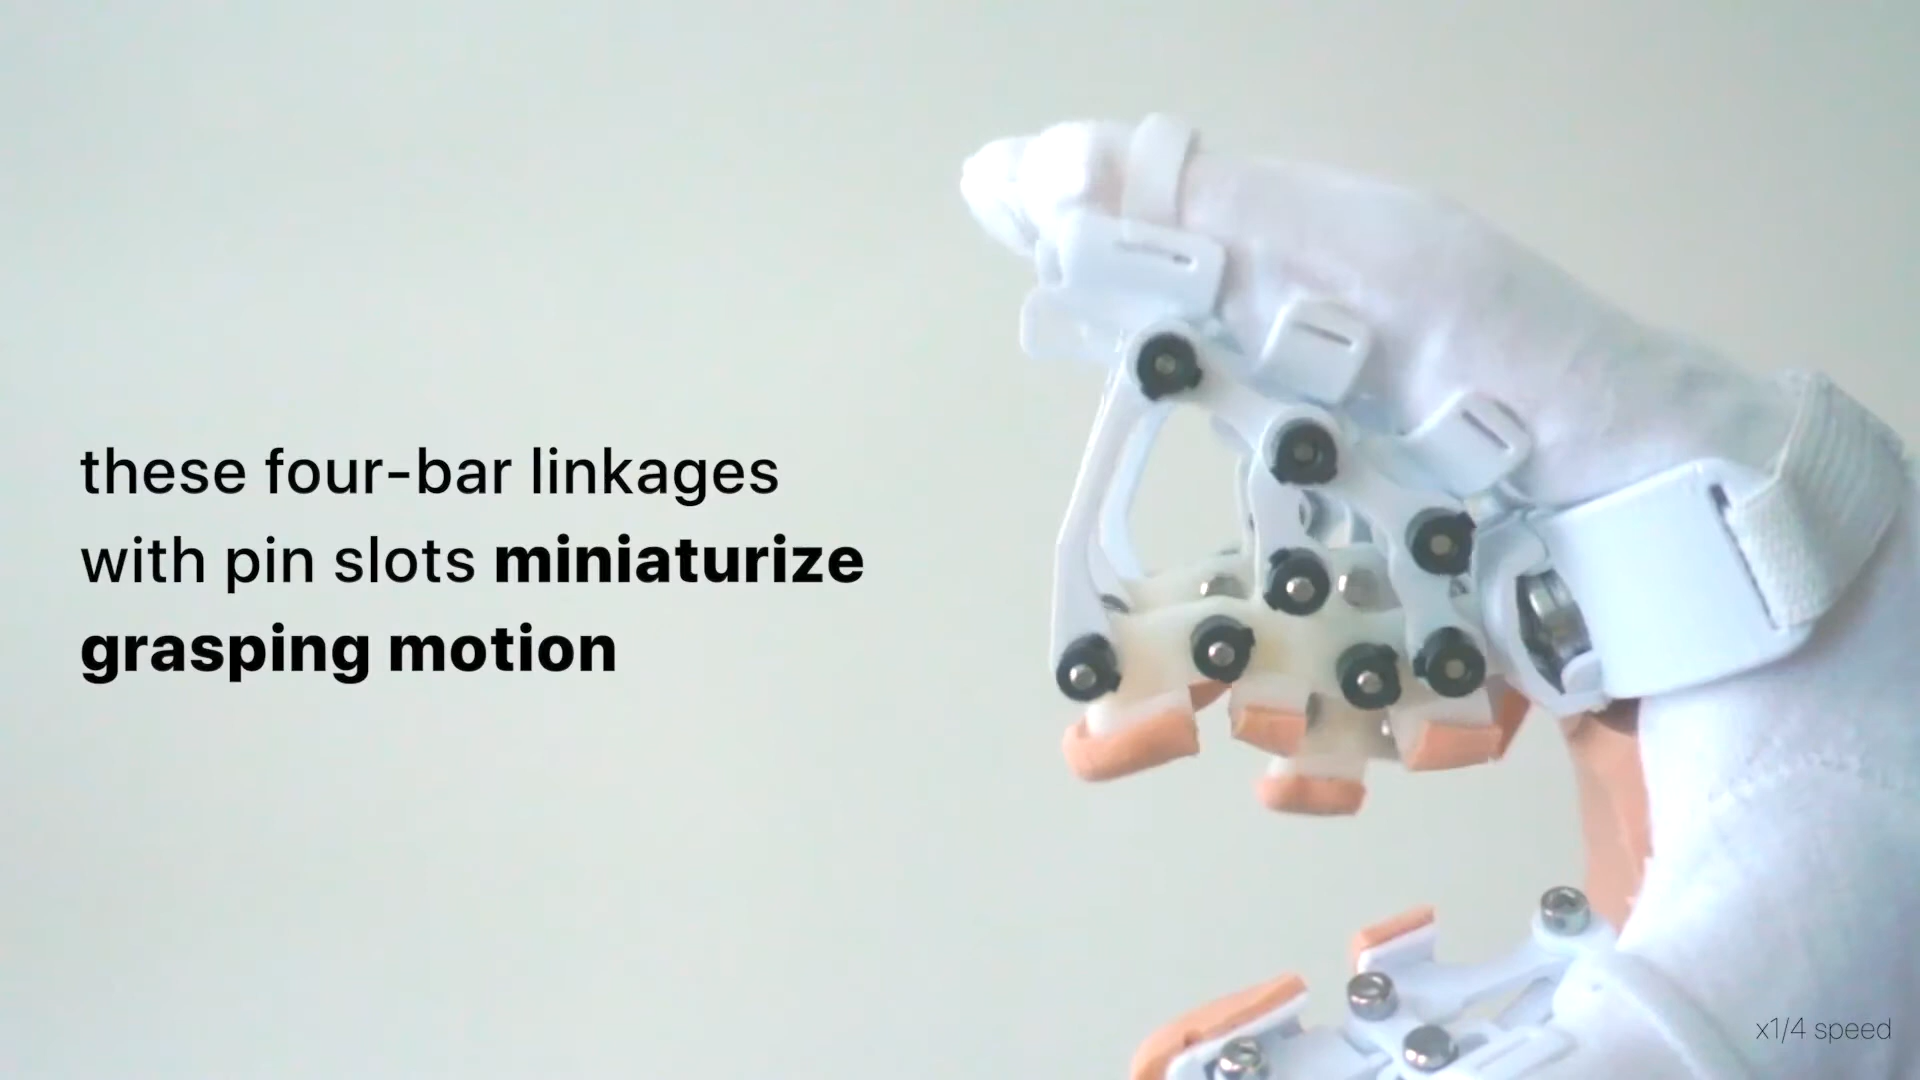 these four-bar linkages
with pin slots miniaturize
grasping motion
x1/4 speed